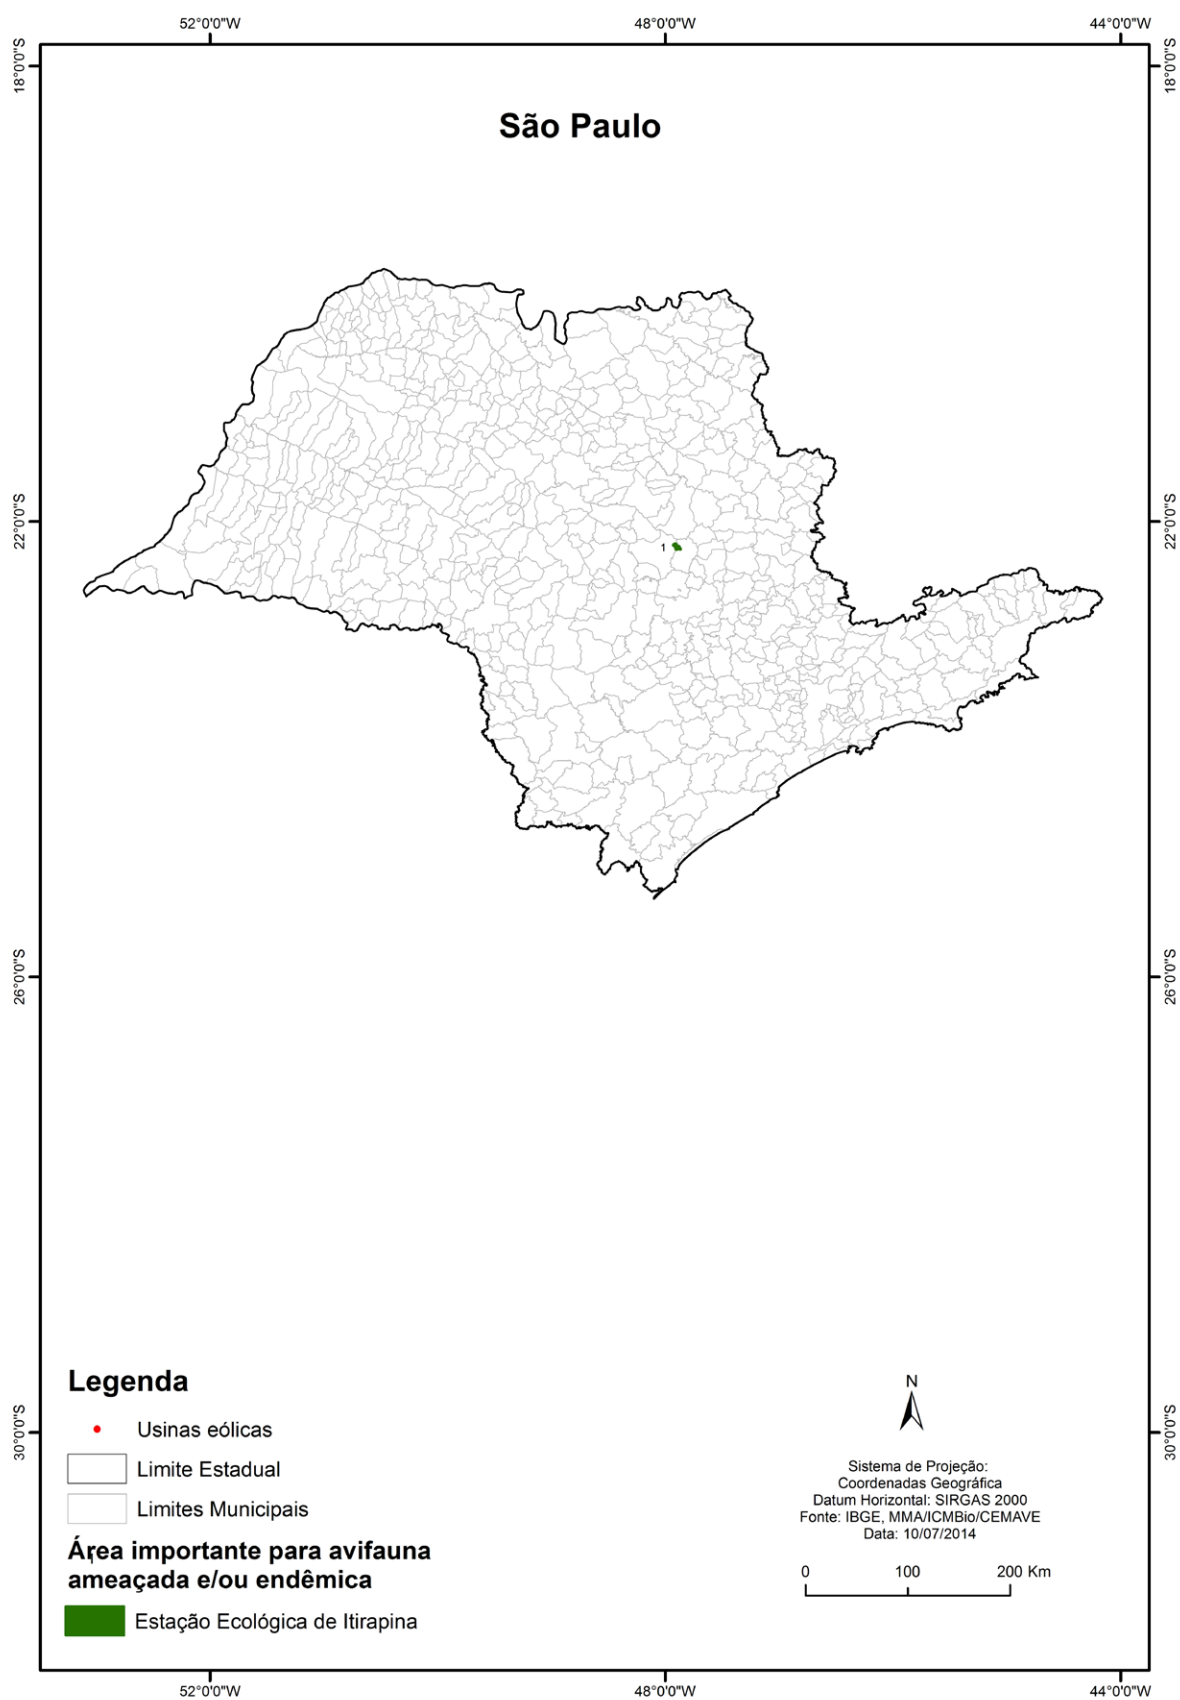 52°0'0"W 48°0'0"W 44°0'0"W
18°0'0"S 18°0'0"S
São Paulo
22°0'0"S 22°0'0"S
1
26°0'0"S 26°0'0"S
Legenda
Usinas eólicas
Limite Estadual
Limites Municipais
Área importante para avifauna
ameaçada e/ou endêmica
1
Estação Ecológica de Itirapina
30°0'0"S 30°0'0"S
N
Sistema de Projeção:
Coordenadas Geográfica
Datum Horizontal: SIRGAS 2000
Fonte: IBGE, MMA/ICMBio/CEMAVE
Data: 10/07/2014
0 100 200 Km
52°0'0"W 48°0'0"W 44°0'0"W